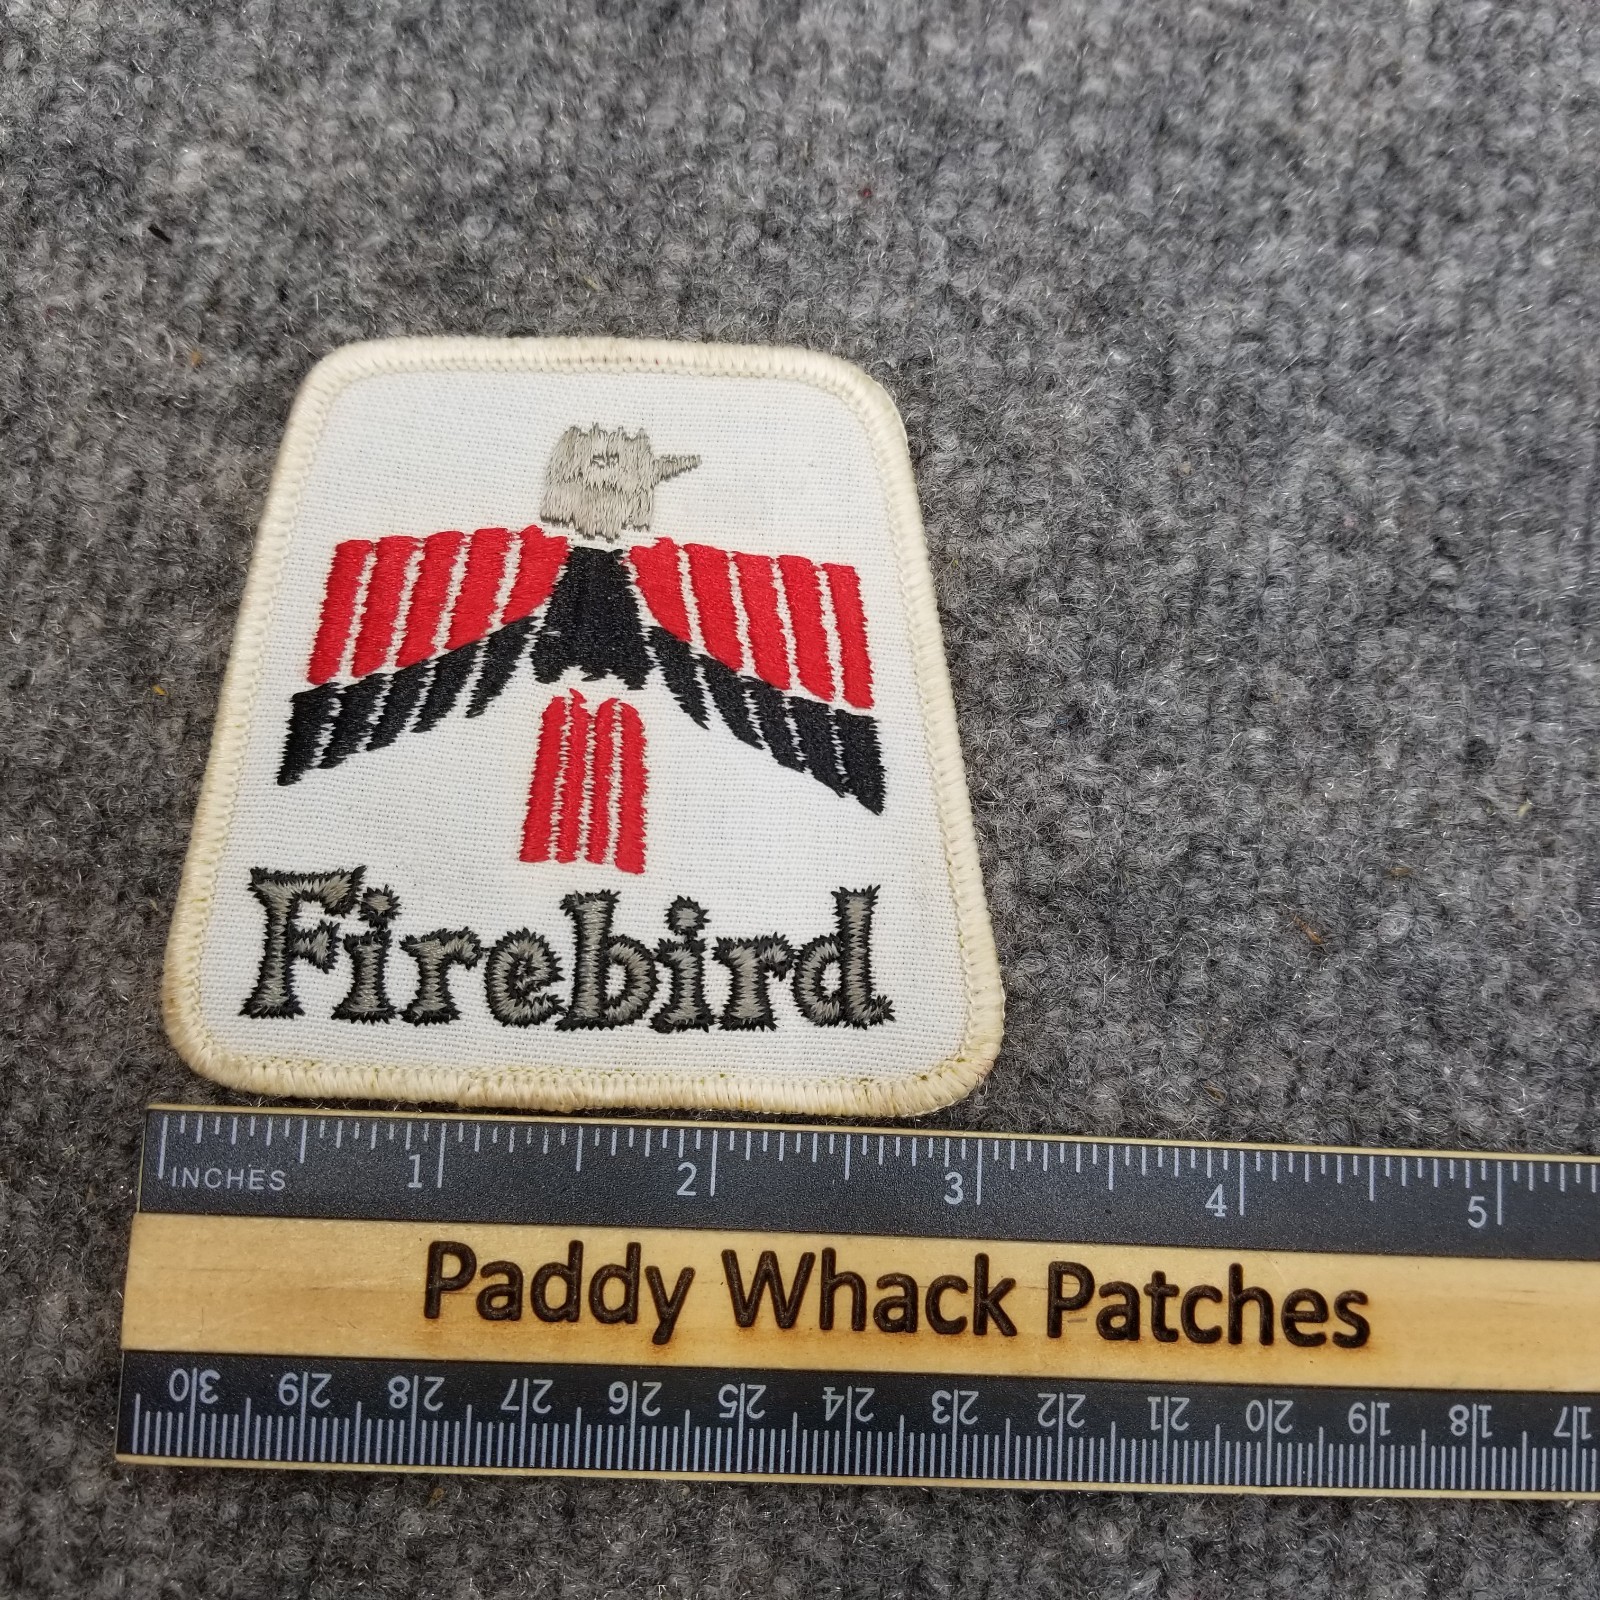 Firebird
INCHES 1 2 3 4 5
Paddy Whack Patches
30 29 28 27 26 25 24 23 22 21 20 19 18 17